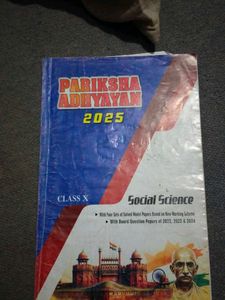 PARIKSHA
ADHYAYAN
2025
CLASS X
Social Science
With Four Sets of Solved Model Papers Based on New Marking Scheme
With Board Question Papers of 2022, 2023 & 2024